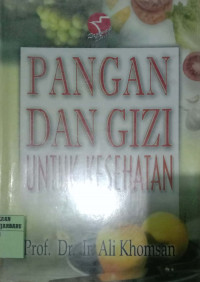 PANGAN
DAN GIZI
UNTUK KESEHATAN
Prof. Dr. Ir. Ali Khomsan